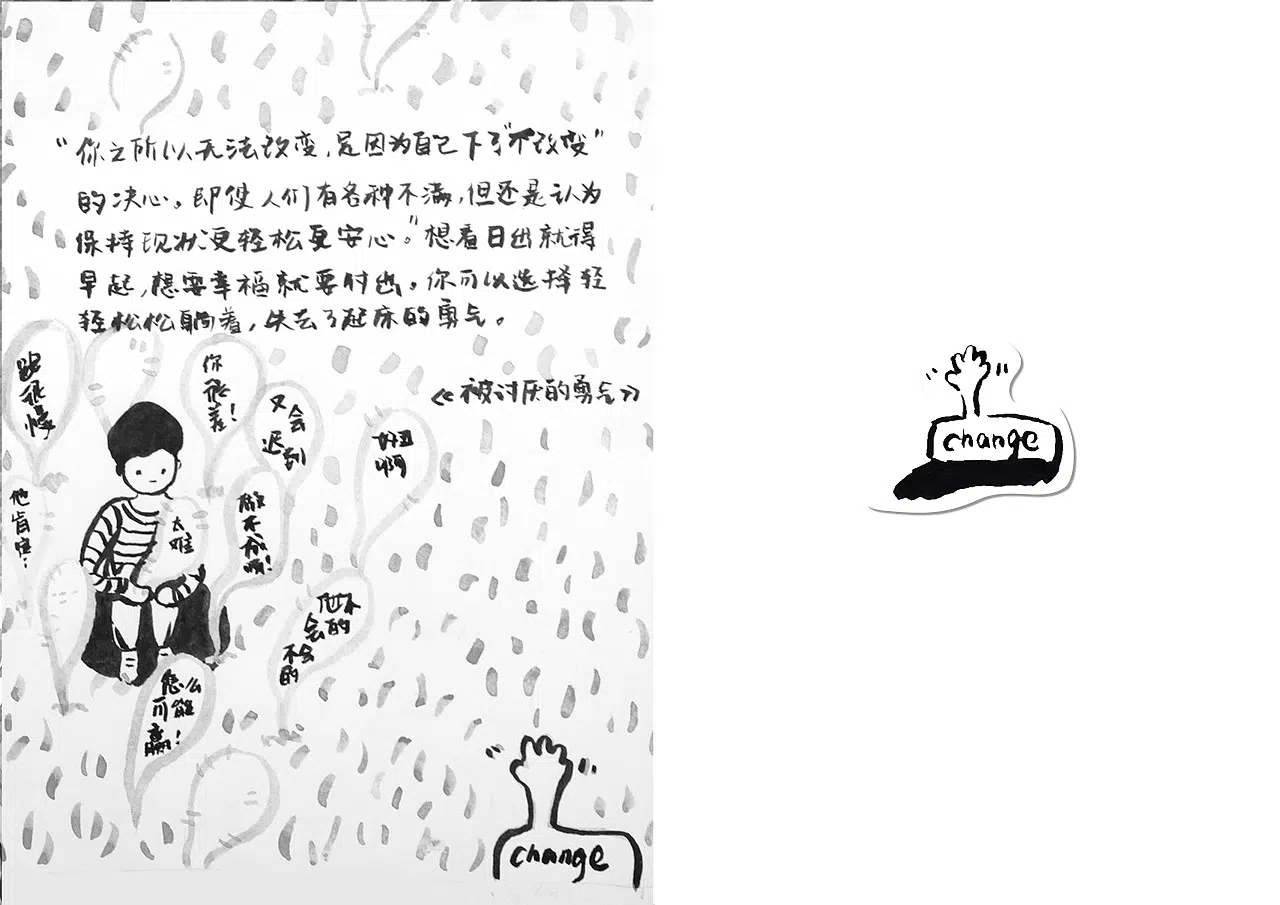 “你之所以无法改变,是因为自己下了“不改变”
的决心。即使人们有各种不满,但还是认为
保持现状更轻松更安心。”想看日出就得
早起,想要幸福就要付出。你可以选择轻
轻松松躺着,失去了起床的勇气。
《被讨厌的勇气》
跑很慢
你很差!
又会
迟到
好丑
啊
他肯定!
太难
做不成啊!
他不
会的
不会的
怎么
可能
赢!
change
change